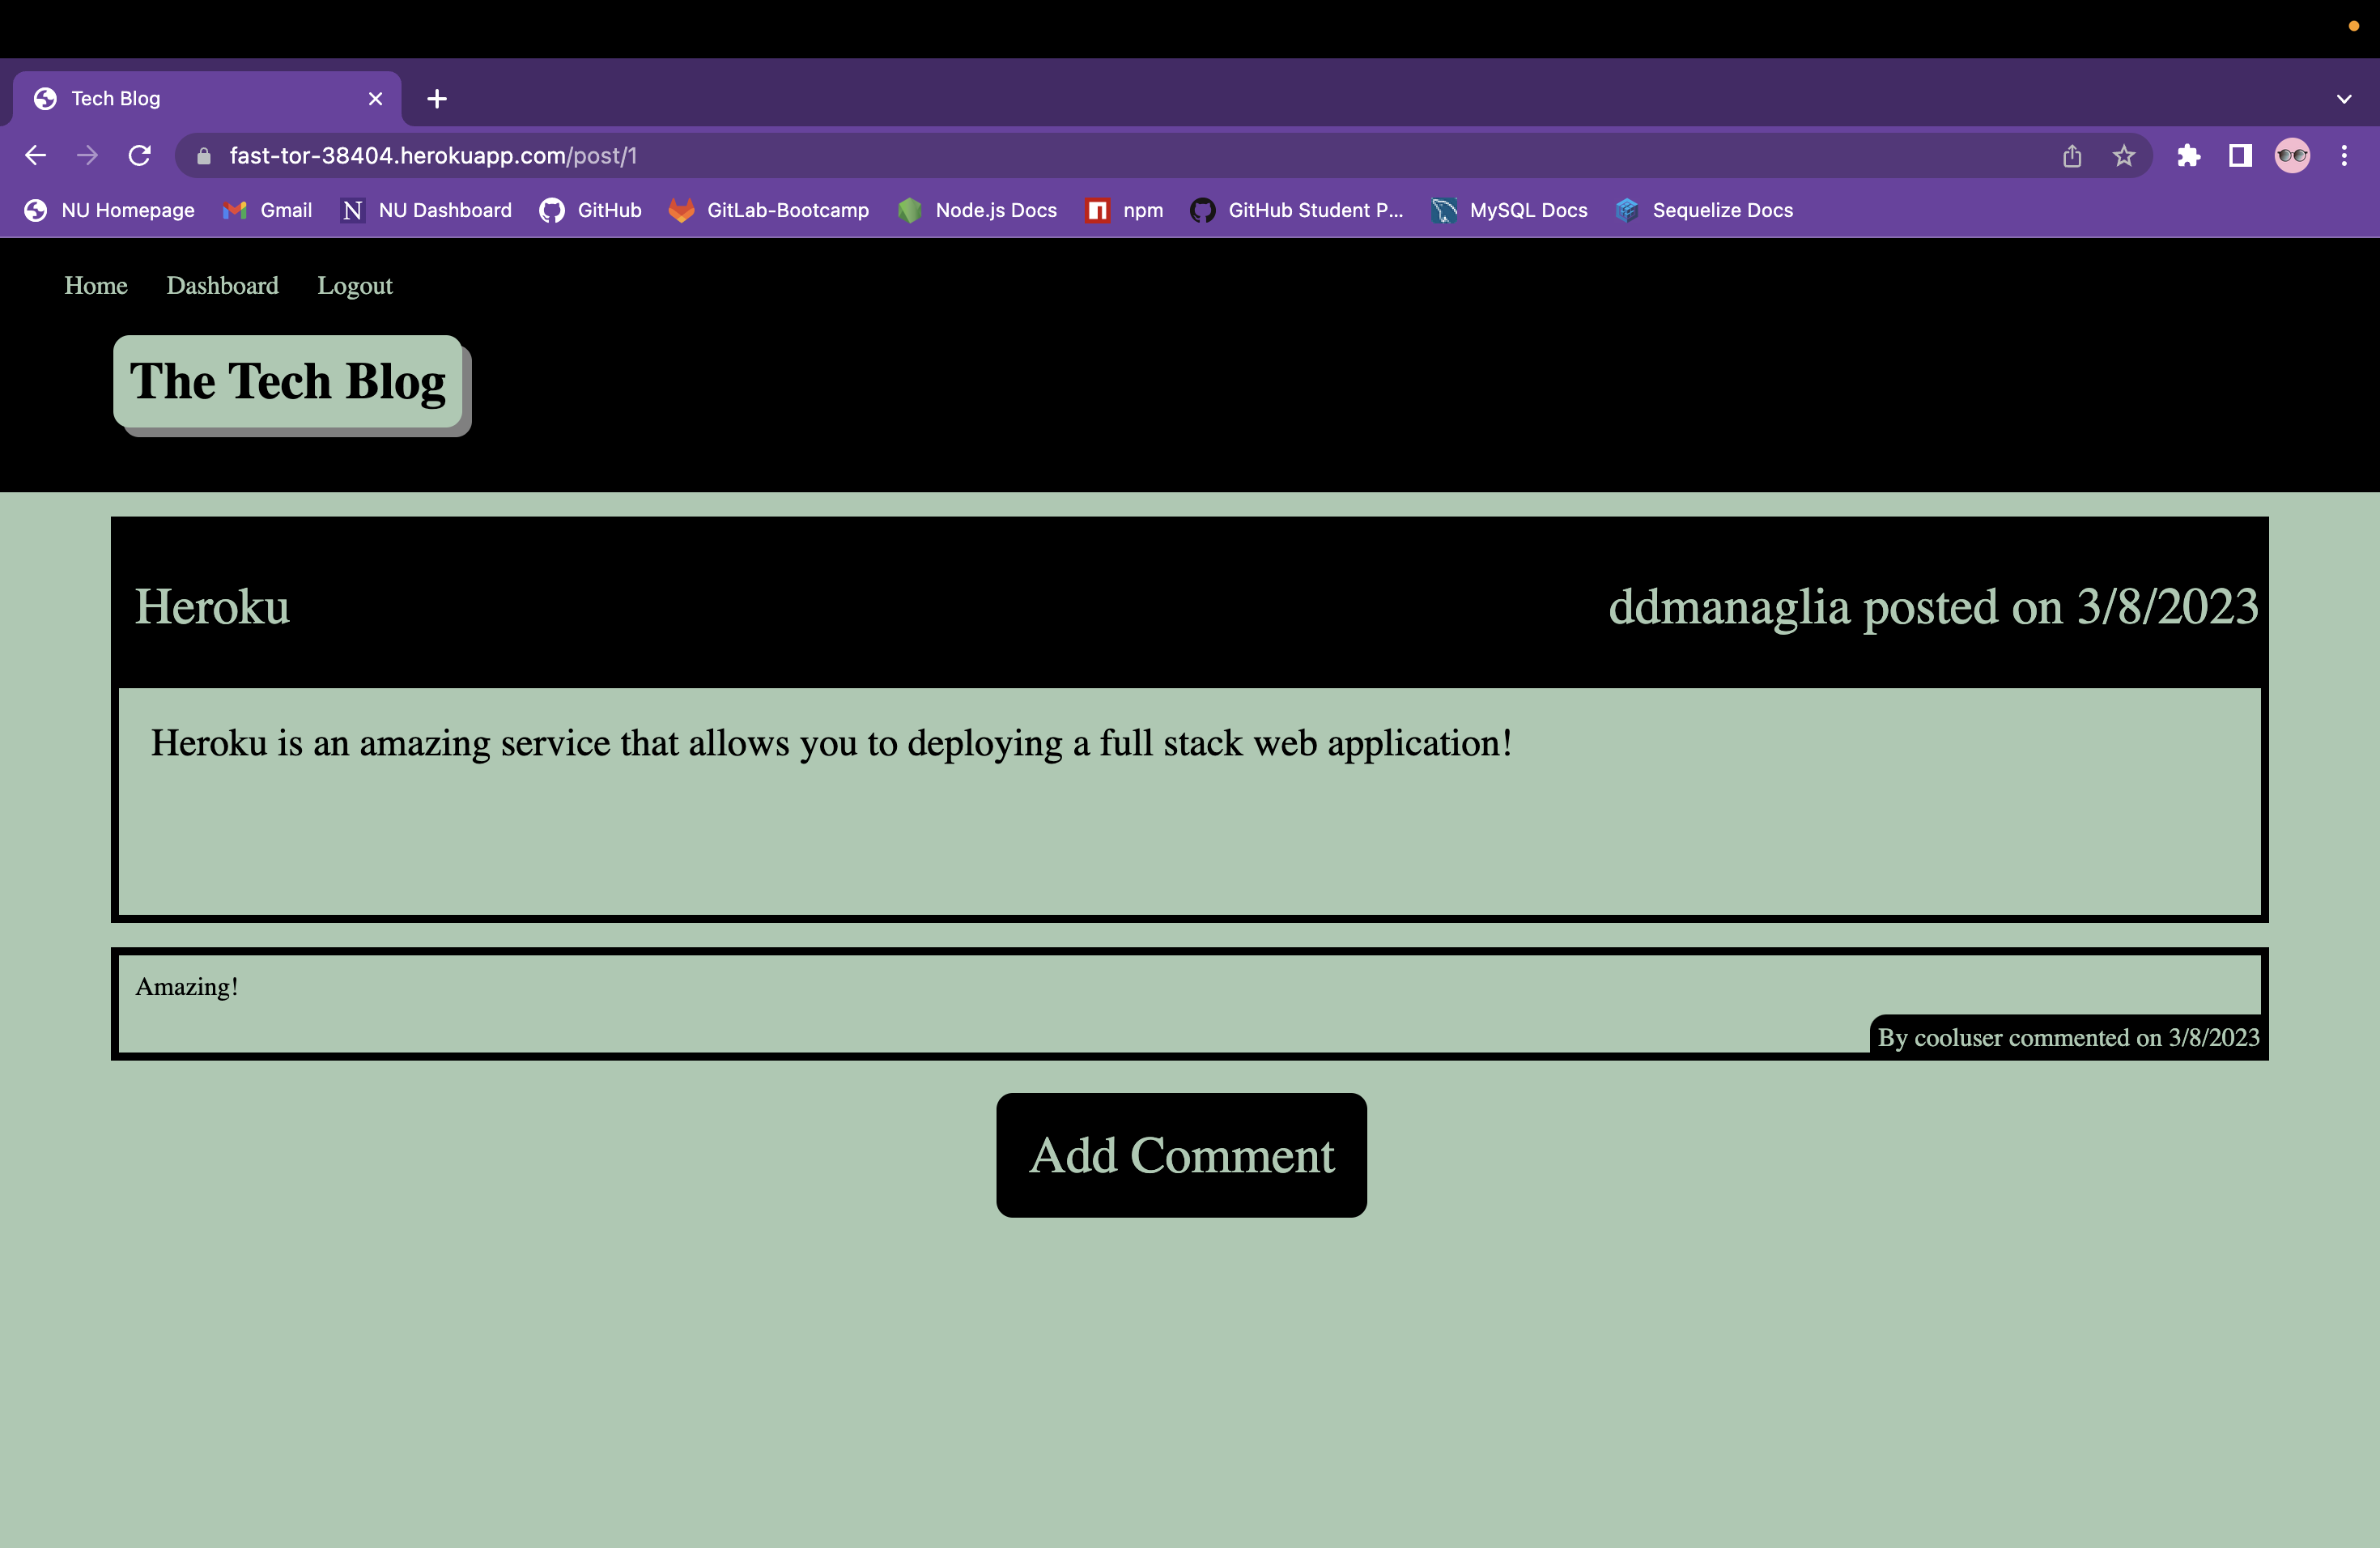 Tech Blog
fast-tor-38404.herokuapp.com/post/1
NU Homepage Gmail N NU Dashboard GitHub GitLab-Bootcamp Node.js Docs npm GitHub Student P... MySQL Docs Sequelize Docs
Home Dashboard Logout
The Tech Blog
Heroku ddmanaglia posted on 3/8/2023
Heroku is an amazing service that allows you to deploying a full stack web application!
Amazing!
By cooluser commented on 3/8/2023
Add Comment